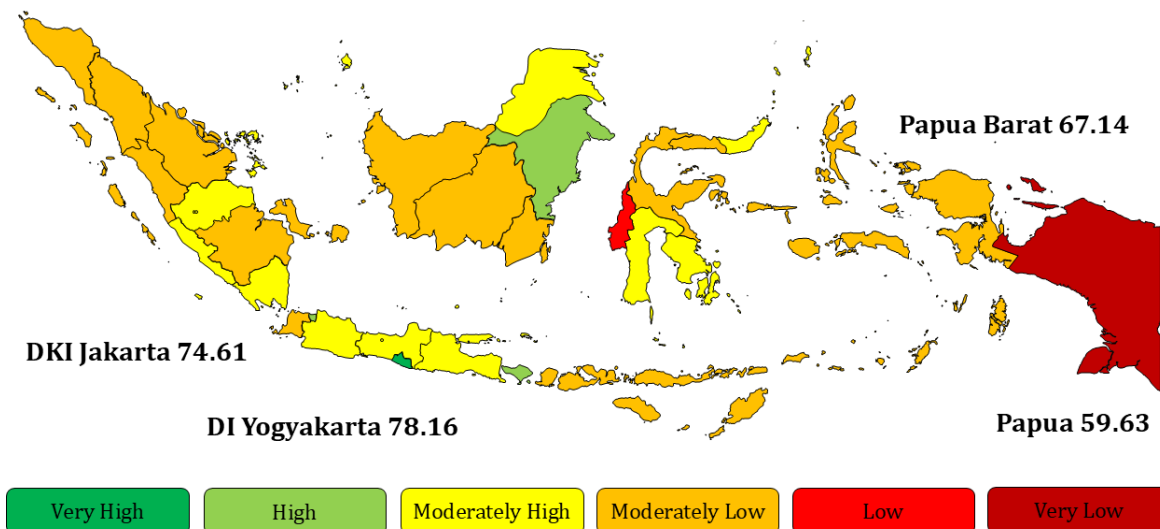 Papua Barat 67.14
DKI Jakarta 74.61
DI Yogyakarta 78.16
Papua 59.63
Very High
High
Moderately High
Moderately Low
Low
Very Low